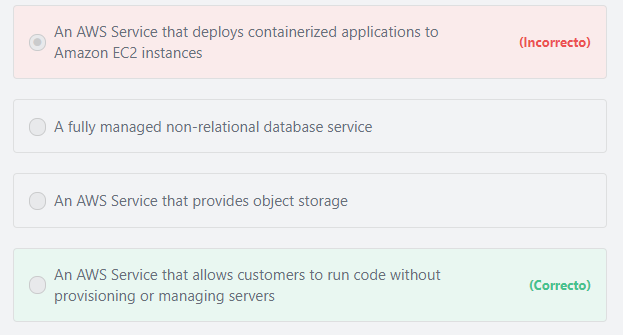 An AWS Service that deploys containerized applications to
Amazon EC2 instances
(Incorrecto)
A fully managed non-relational database service
An AWS Service that provides object storage
An AWS Service that allows customers to run code without
provisioning or managing servers
(Correcto)